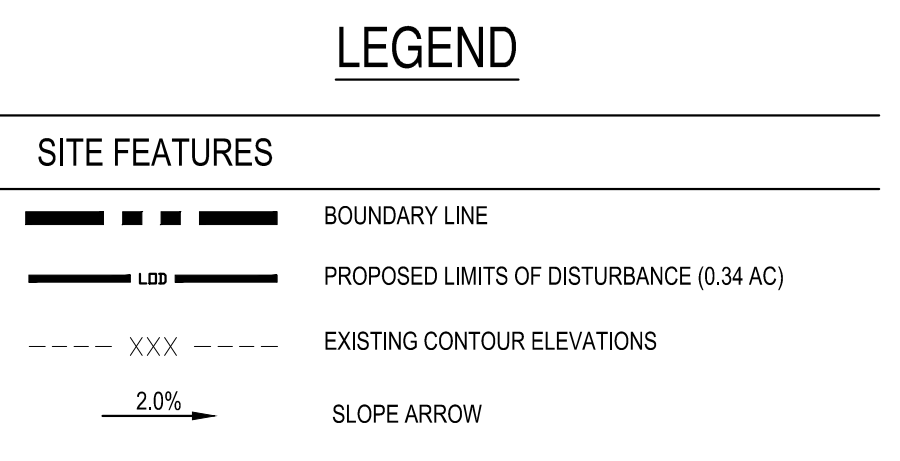 LEGEND
SITE FEATURES
BOUNDARY LINE
LOD PROPOSED LIMITS OF DISTURBANCE (0.34 AC)
XXX EXISTING CONTOUR ELEVATIONS
2.0% SLOPE ARROW